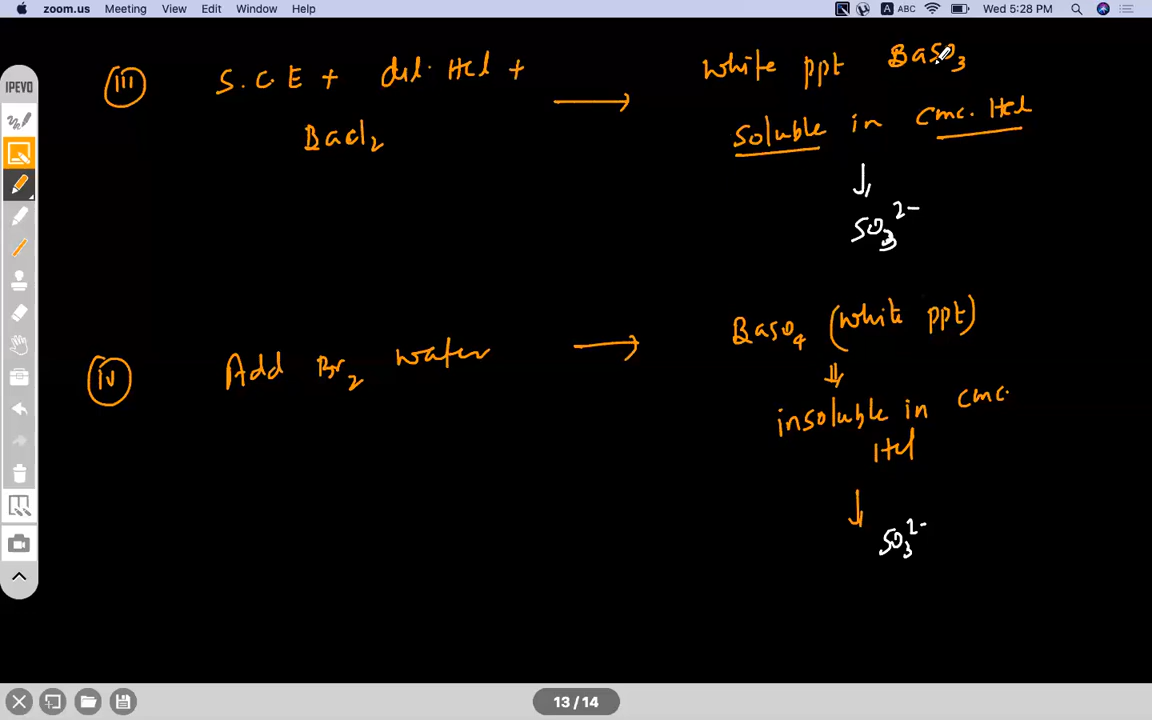 zoom.us Meeting View Edit Window Help A ABC Wed 5:28 PM
IPEVO
(iii) S.C.E + dil. Hcl + → white ppt BaSO3
Bacl2 soluble in conc. Hcl
↓
SO3 2-
(iv) Add Br2 water → BaSO4 (white ppt)
⇓
insoluble in conc.
Hcl
↓
SO3 2-
13 / 14